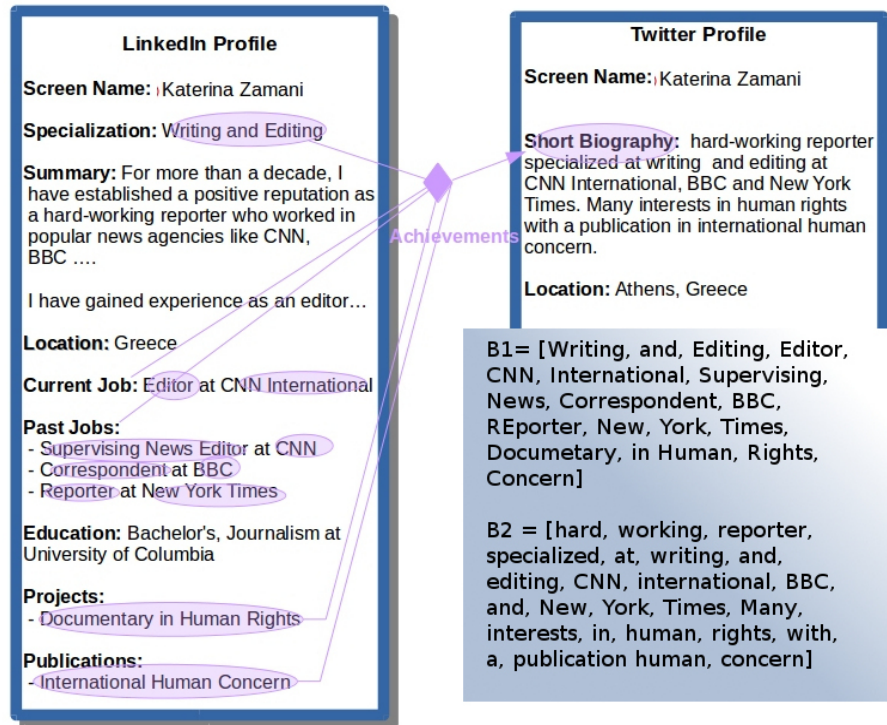 LinkedIn Profile
Screen Name: Katerina Zamani
Specialization: Writing and Editing
Summary: For more than a decade, I
have established a positive reputation as
a hard-working reporter who worked in
popular news agencies like CNN,
BBC ....
I have gained experience as an editor...
Location: Greece
Current Job: Editor at CNN International
Past Jobs:
- Supervising News Editor at CNN
- Correspondent at BBC
- Reporter at New York Times
Education: Bachelor's, Journalism at
University of Columbia
Projects:
- Documentary in Human Rights
Publications:
- International Human Concern
Achievements
Twitter Profile
Screen Name: Katerina Zamani
Short Biography: hard-working reporter
specialized at writing and editing at
CNN International, BBC and New York
Times. Many interests in human rights
with a publication in international human
concern.
Location: Athens, Greece
B1= [Writing, and, Editing, Editor,
CNN, International, Supervising,
News, Correspondent, BBC,
REporter, New, York, Times,
Documetary, in Human, Rights,
Concern]
B2 = [hard, working, reporter,
specialized, at, writing, and,
editing, CNN, international, BBC,
and, New, York, Times, Many,
interests, in, human, rights, with,
a, publication human, concern]